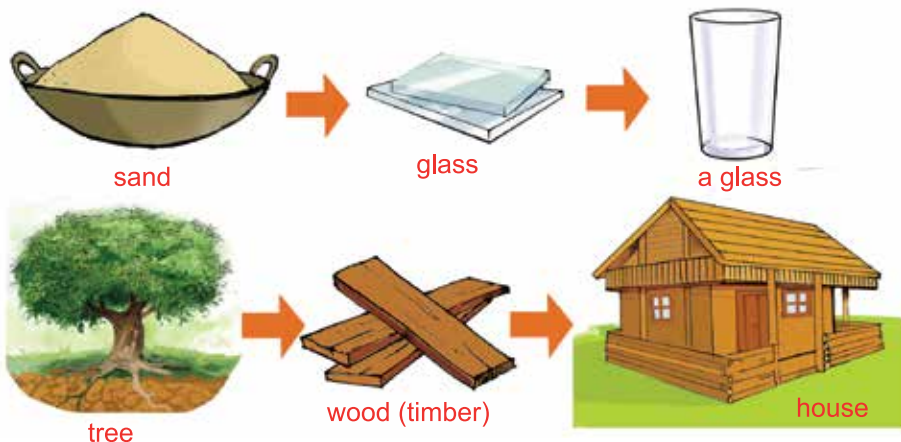 sand
glass
a glass
tree
wood (timber)
house